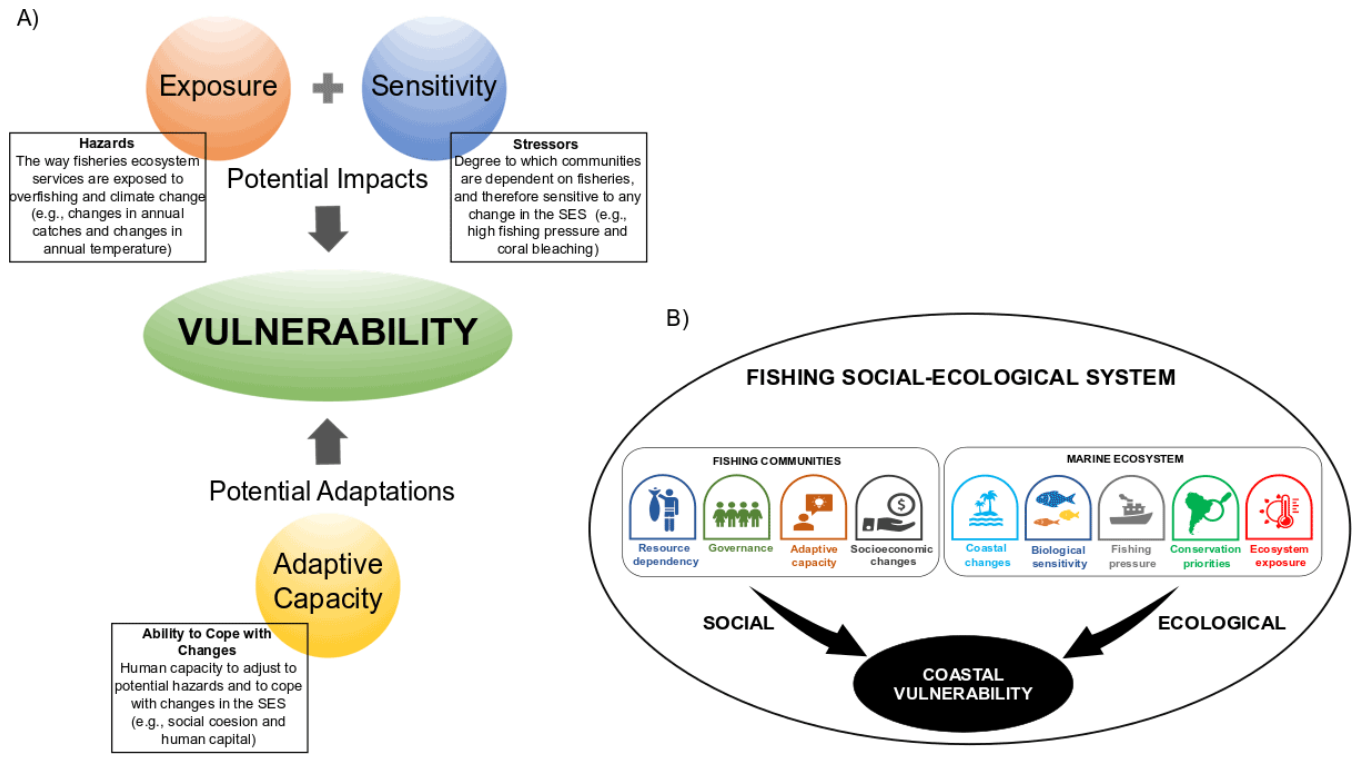 A)
Exposure
Sensitivity
Hazards
The way fisheries ecosystem
services are exposed to
overfishing and climate change
(e.g., changes in annual
catches and changes in
annual temperature)
Stressors
Degree to which communities
are dependent on fisheries,
and therefore sensitive to any
change in the SES (e.g.,
high fishing pressure and
coral bleaching)
Potential Impacts
VULNERABILITY
Potential Adaptations
Adaptive
Capacity
Ability to Cope with
Changes
Human capacity to adjust to
potential hazards and to cope
with changes in the SES
(e.g., social coesion and
human capital)
B)
FISHING SOCIAL-ECOLOGICAL SYSTEM
FISHING COMMUNITIES
Resource
dependency
Governance
Adaptive
capacity
$
Socioeconomic
changes
MARINE ECOSYSTEM
Coastal
changes
Biological
sensitivity
Fishing
pressure
Conservation
priorities
Ecosystem
exposure
SOCIAL
ECOLOGICAL
COASTAL
VULNERABILITY